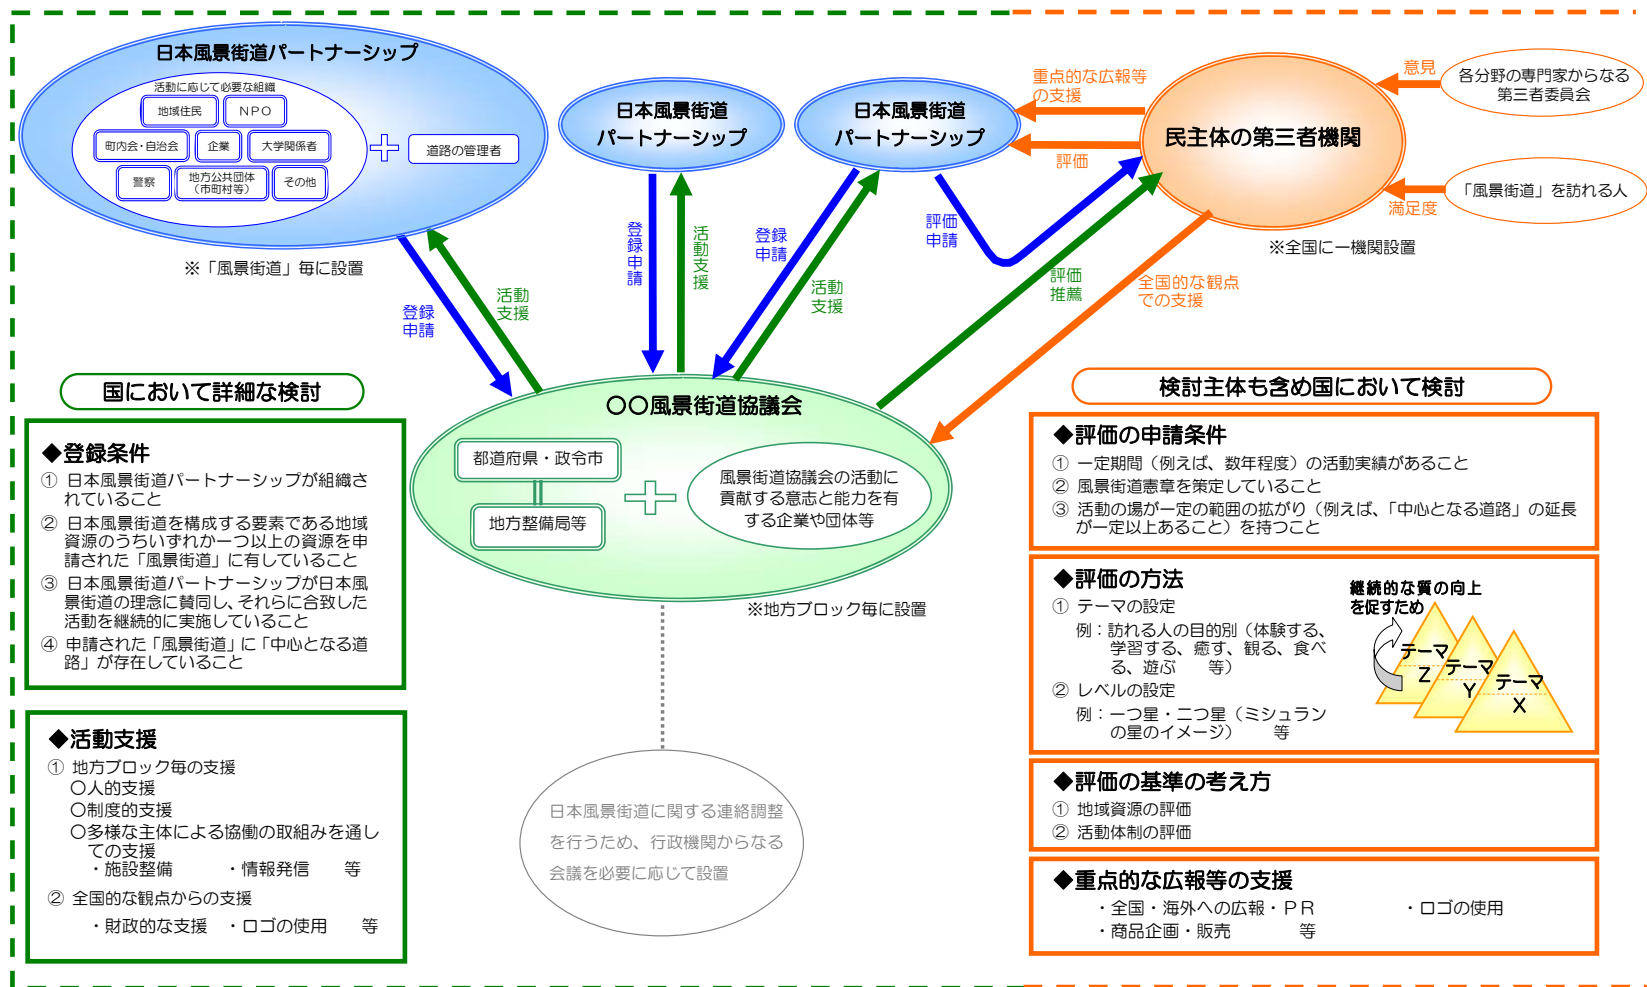 日本風景街道パートナーシップ
活動に応じて必要な組織
地域住民
ＮＰＯ
町内会・自治会
企業
大学関係者
警察
地方公共団体
（市町村等）
その他
道路の管理者
※「風景街道」毎に設置
日本風景街道
パートナーシップ
日本風景街道
パートナーシップ
重点的な広報等
の支援
評価
民主体の第三者機関
※全国に一機関設置
意見
各分野の専門家からなる
第三者委員会
満足度
「風景街道」を訪れる人
登録
申請
活動
支援
登録申請
活動支援
登録
申請
活動
支援
評価
申請
評価
推薦
全国的な観点
での支援
〇〇風景街道協議会
都道府県・政令市
地方整備局等
風景街道協議会の活動に
貢献する意志と能力を有
する企業や団体等
※地方ブロック毎に設置
日本風景街道に関する連絡調整
を行うため、行政機関からなる
会議を必要に応じて設置
国において詳細な検討
◆登録条件
① 日本風景街道パートナーシップが組織さ
れていること
② 日本風景街道を構成する要素である地域
資源のうちいずれか一つ以上の資源を申
請された「風景街道」に有していること
③ 日本風景街道パートナーシップが日本風
景街道の理念に賛同し、それらに合致した
活動を継続的に実施していること
④ 申請された「風景街道」に「中心となる道
路」が存在していること
◆活動支援
① 地方ブロック毎の支援
〇人的支援
〇制度的支援
〇多様な主体による協働の取組みを通し
ての支援
・施設整備　　　・情報発信　　等
② 全国的な観点からの支援
・財政的な支援　・ロゴの使用　　等
検討主体も含め国において検討
◆評価の申請条件
① 一定期間（例えば、数年程度）の活動実績があること
② 風景街道憲章を策定していること
③ 活動の場が一定の範囲の拡がり（例えば、「中心となる道路」の延長
が一定以上あること）を持つこと
◆評価の方法
① テーマの設定
例：訪れる人の目的別（体験する、
学習する、癒す、観る、食べ
る、遊ぶ　　等）
② レベルの設定
例：一つ星・二つ星（ミシュラン
の星のイメージ）　　等
継続的な質の向上
を促すため
テーマ
Z
テーマ
Y
テーマ
X
◆評価の基準の考え方
① 地域資源の評価
② 活動体制の評価
◆重点的な広報等の支援
・全国・海外への広報・ＰＲ　　　　　・ロゴの使用
・商品企画・販売　　　　等